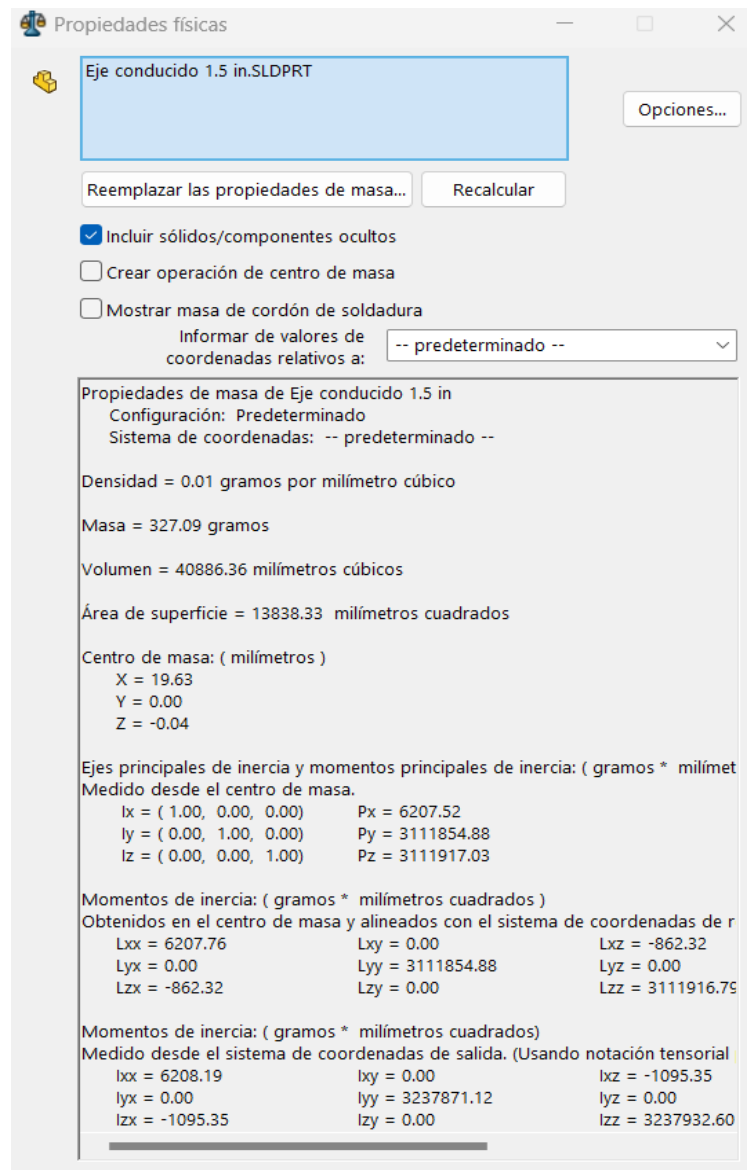 Propiedades físicas
Eje conducido 1.5 in.SLDPRT
Opciones...
Reemplazar las propiedades de masa...
Recalcular
Incluir sólidos/componentes ocultos
Crear operación de centro de masa
Mostrar masa de cordón de soldadura
Informar de valores de
coordenadas relativos a:
-- predeterminado --
Propiedades de masa de Eje conducido 1.5 in
Configuración: Predeterminado
Sistema de coordenadas: -- predeterminado --
Densidad = 0.01 gramos por milímetro cúbico
Masa = 327.09 gramos
Volumen = 40886.36 milímetros cúbicos
Área de superficie = 13838.33 milímetros cuadrados
Centro de masa: ( milímetros )
X = 19.63
Y = 0.00
Z = -0.04
Ejes principales de inercia y momentos principales de inercia: ( gramos * milímet
Medido desde el centro de masa.
Ix = ( 1.00, 0.00, 0.00) Px = 6207.52
Iy = ( 0.00, 1.00, 0.00) Py = 3111854.88
Iz = ( 0.00, 0.00, 1.00) Pz = 3111917.03
Momentos de inercia: ( gramos * milímetros cuadrados )
Obtenidos en el centro de masa y alineados con el sistema de coordenadas de r
Lxx = 6207.76 Lxy = 0.00 Lxz = -862.32
Lyx = 0.00 Lyy = 3111854.88 Lyz = 0.00
Lzx = -862.32 Lzy = 0.00 Lzz = 3111916.79
Momentos de inercia: ( gramos * milímetros cuadrados)
Medido desde el sistema de coordenadas de salida. (Usando notación tensorial
Ixx = 6208.19 Ixy = 0.00 Ixz = -1095.35
Iyx = 0.00 Iyy = 3237871.12 Iyz = 0.00
Izx = -1095.35 Izy = 0.00 Izz = 3237932.60